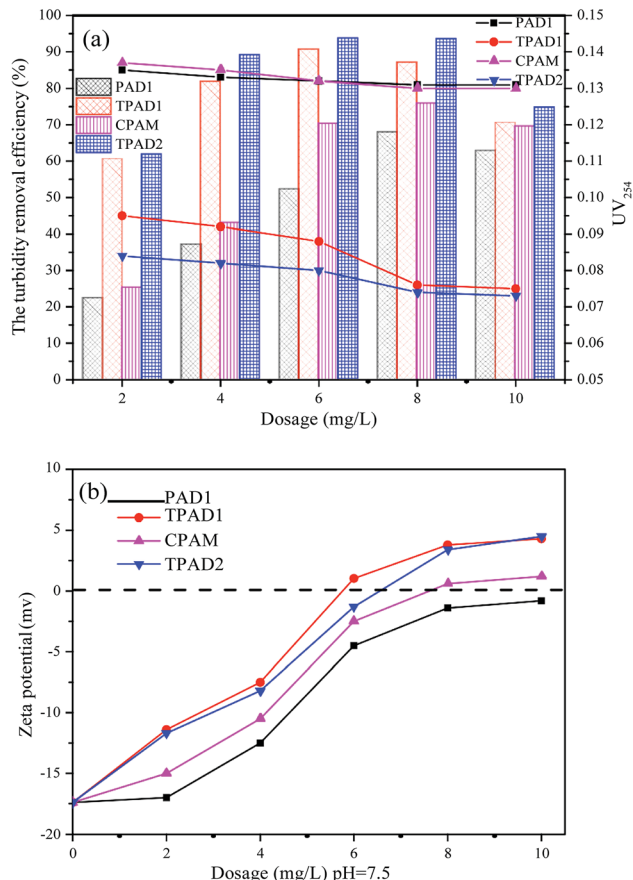 (a)
The turbidity removal efficiency (%)
100
90
80
70
60
50
40
30
20
10
0
PAD1
TPAD1
CPAM
TPAD2
PAD1
TPAD1
CPAM
TPAD2
0.15
0.14
0.13
0.12
0.11
0.10
0.09
0.08
0.07
0.06
0.05
UV254
2 4 6 8 10
Dosage (mg/L)
(b)
Zeta potential (mv)
10
5
0
-5
-10
-15
-20
PAD1
TPAD1
CPAM
TPAD2
0 2 4 6 8 10
Dosage (mg/L) pH=7.5